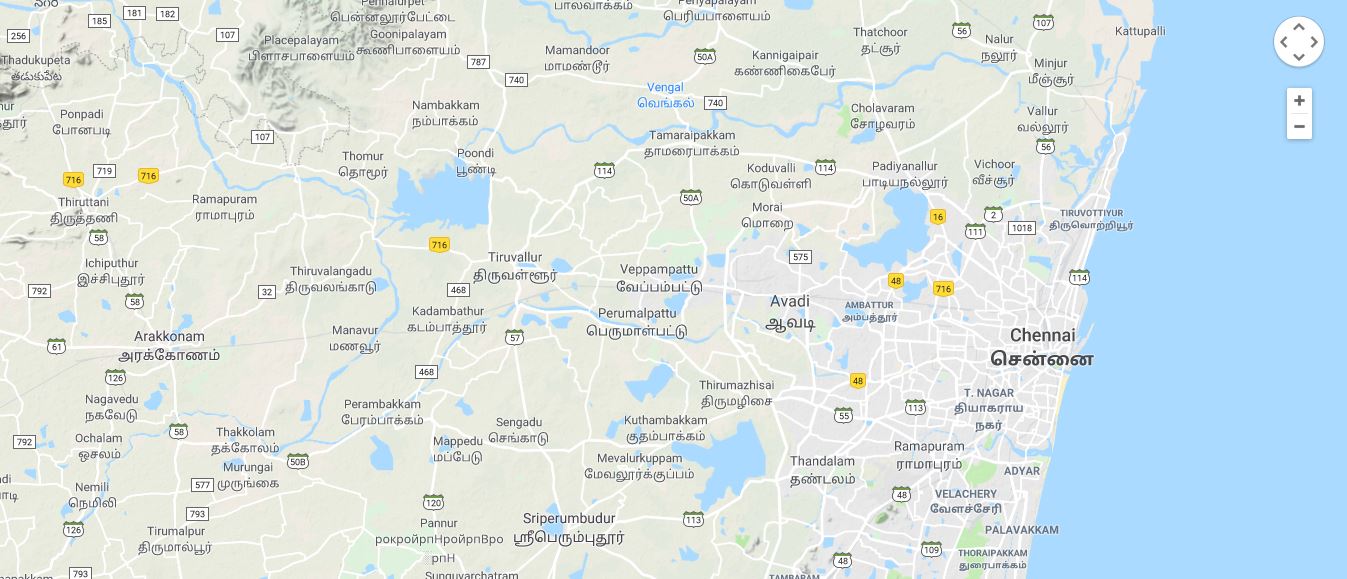 181
182
185
256
107
Placepalayam
பிளாசபாளையம்
பென்னலூர்பேட்டை
Goonipalayam
கூணிபாளையம்
787
740
பாலவாக்கம்
Mamandoor
மாமண்டூர்
Periyapalayam
பெரியபாளையம்
50A
Kannigaipair
கண்ணிகைபேர்
Thatchoor
தட்சூர்
56
107
Nalur
நலூர்
Minjur
மீஞ்சூர்
Kattupalli
Thadukupeta
Ponpadi
போனபடி
107
Nambakkam
நம்பாக்கம்
Vengal
வெங்கல்
740
Cholavaram
சோழவரம்
Vallur
வல்லூர்
56
Thomur
தொமூர்
Poondi
பூண்டி
Tamaraipakkam
தாமரைபாக்கம்
114
Koduvalli
கொடுவள்ளி
114
Padiyanallur
பாடியநல்லூர்
Vichoor
வீச்சூர்
716
719
716
Thiruttani
திருத்தணி
58
Ramapuram
ராமாபுரம்
50A
Morai
மொறை
16
2
111
1018
TIRUVOTTIYUR
திருவொற்றியூர்
716
Ichiputhur
இச்சிபுதூர்
792
58
32
Thiruvalangadu
திருவலங்காடு
Tiruvallur
திருவள்ளூர்
468
Veppampattu
வேப்பம்பட்டு
575
48
716
114
Kadambathur
கடம்பாத்தூர்
Perumalpattu
பெருமாள்பட்டு
Avadi
ஆவடி
AMBATTUR
அம்பத்தூர்
Arakkonam
அரக்கோணம்
61
Manavur
மணவூர்
57
Chennai
சென்னை
126
468
Nagavedu
நகவேடு
Thirumazhisai
திருமழிசை
48
T. NAGAR
தியாகராய
நகர்
Perambakkam
பேரம்பாக்கம்
55
113
792
Ochalam
ஒசலம்
58
Thakkolam
தக்கோலம்
Mappedu
மப்பேடு
Sengadu
செங்காடு
Kuthambakkam
குதம்பாக்கம்
Ramapuram
ராமாபுரம்
50B
Murungai
முருங்கை
Mevalurkuppam
மேவலூர்க்குப்பம்
Thandalam
தண்டலம்
ADYAR
Nemili
நெமிலி
577
793
120
48
VELACHERY
வேளச்சேரி
126
Tirumalpur
திருமால்பூர்
Pannur
рокройрпНройрпВро
рпН
Sriperumbudur
ஸ்ரீபெரும்புதூர்
113
PALAVAKKAM
109
THORAIPAKKAM
துரைபாக்கம்
48
793
Sunguvarchatram
TAMBARAM